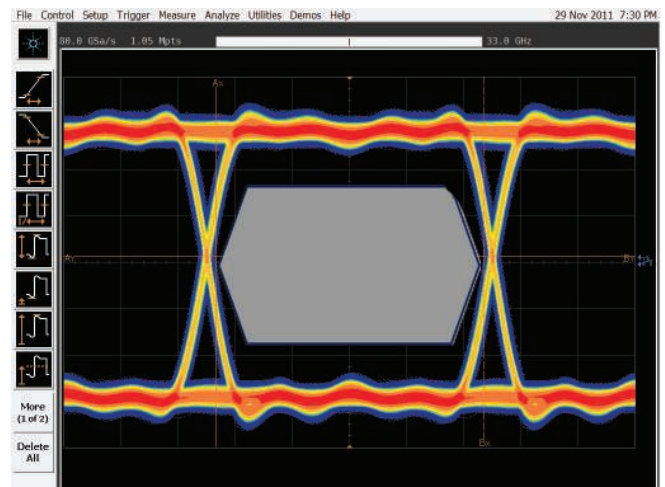 File Control Setup Trigger Measure Analyze Utilities Demos Help 29 Nov 2011 7:30 PM
80.0 GSa/s 1.05 Mpts 33.0 GHz
Ax
Ay
By
Bx
More
(1 of 2)
Delete
All